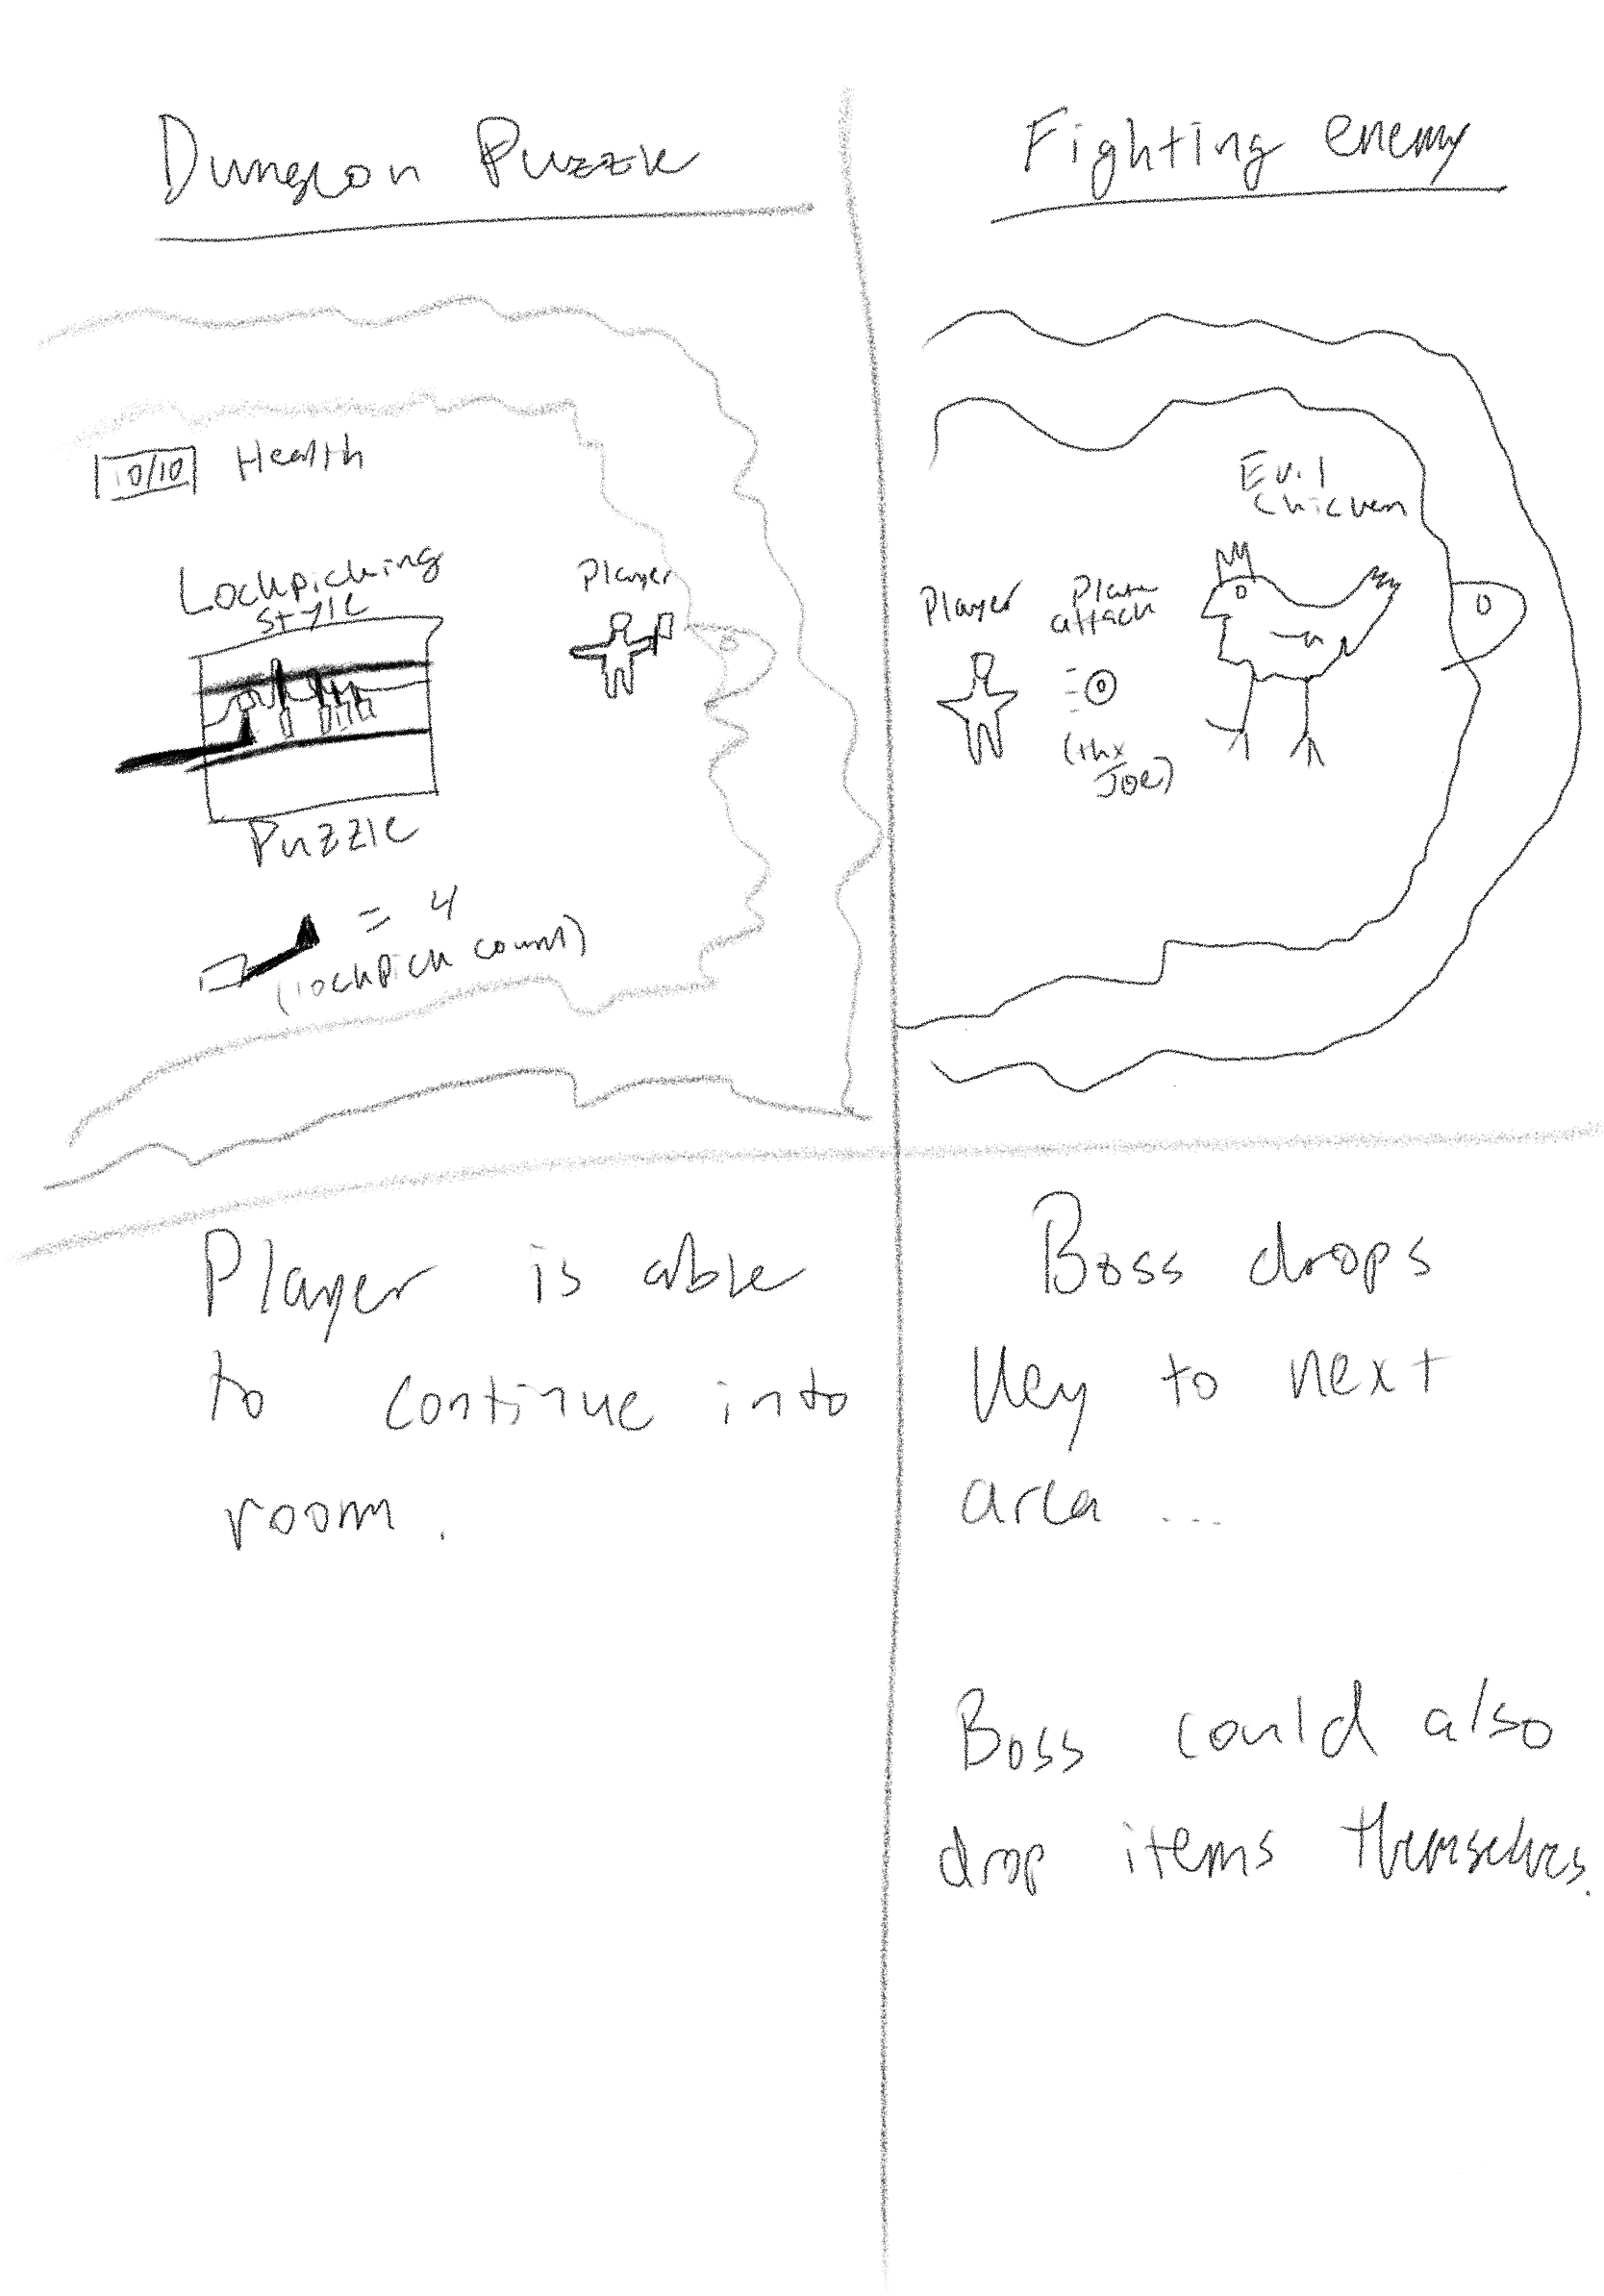 Dungeon Puzzle
10/10 Health
Lockpicking
style
Player
Puzzle
= 4
(lockpick count)
Player is able
to continue into
room.
Fighting enemy
Evil
Chicken
Player
attack
(thx
Joe)
Boss drops
key to next
area ...
Boss could also
drop items themselves.